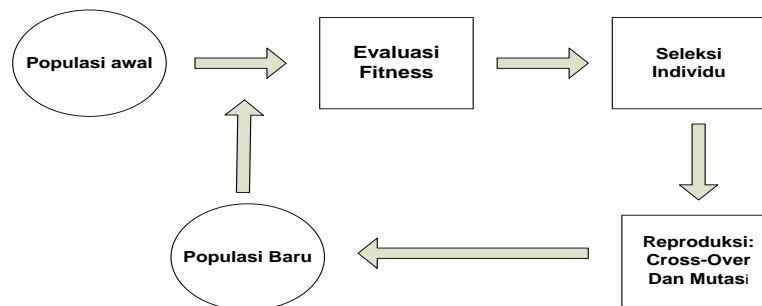 Populasi awal
Evaluasi
Fitness
Seleksi
Individu
Reproduksi:
Cross-Over
Dan Mutasi
Populasi Baru